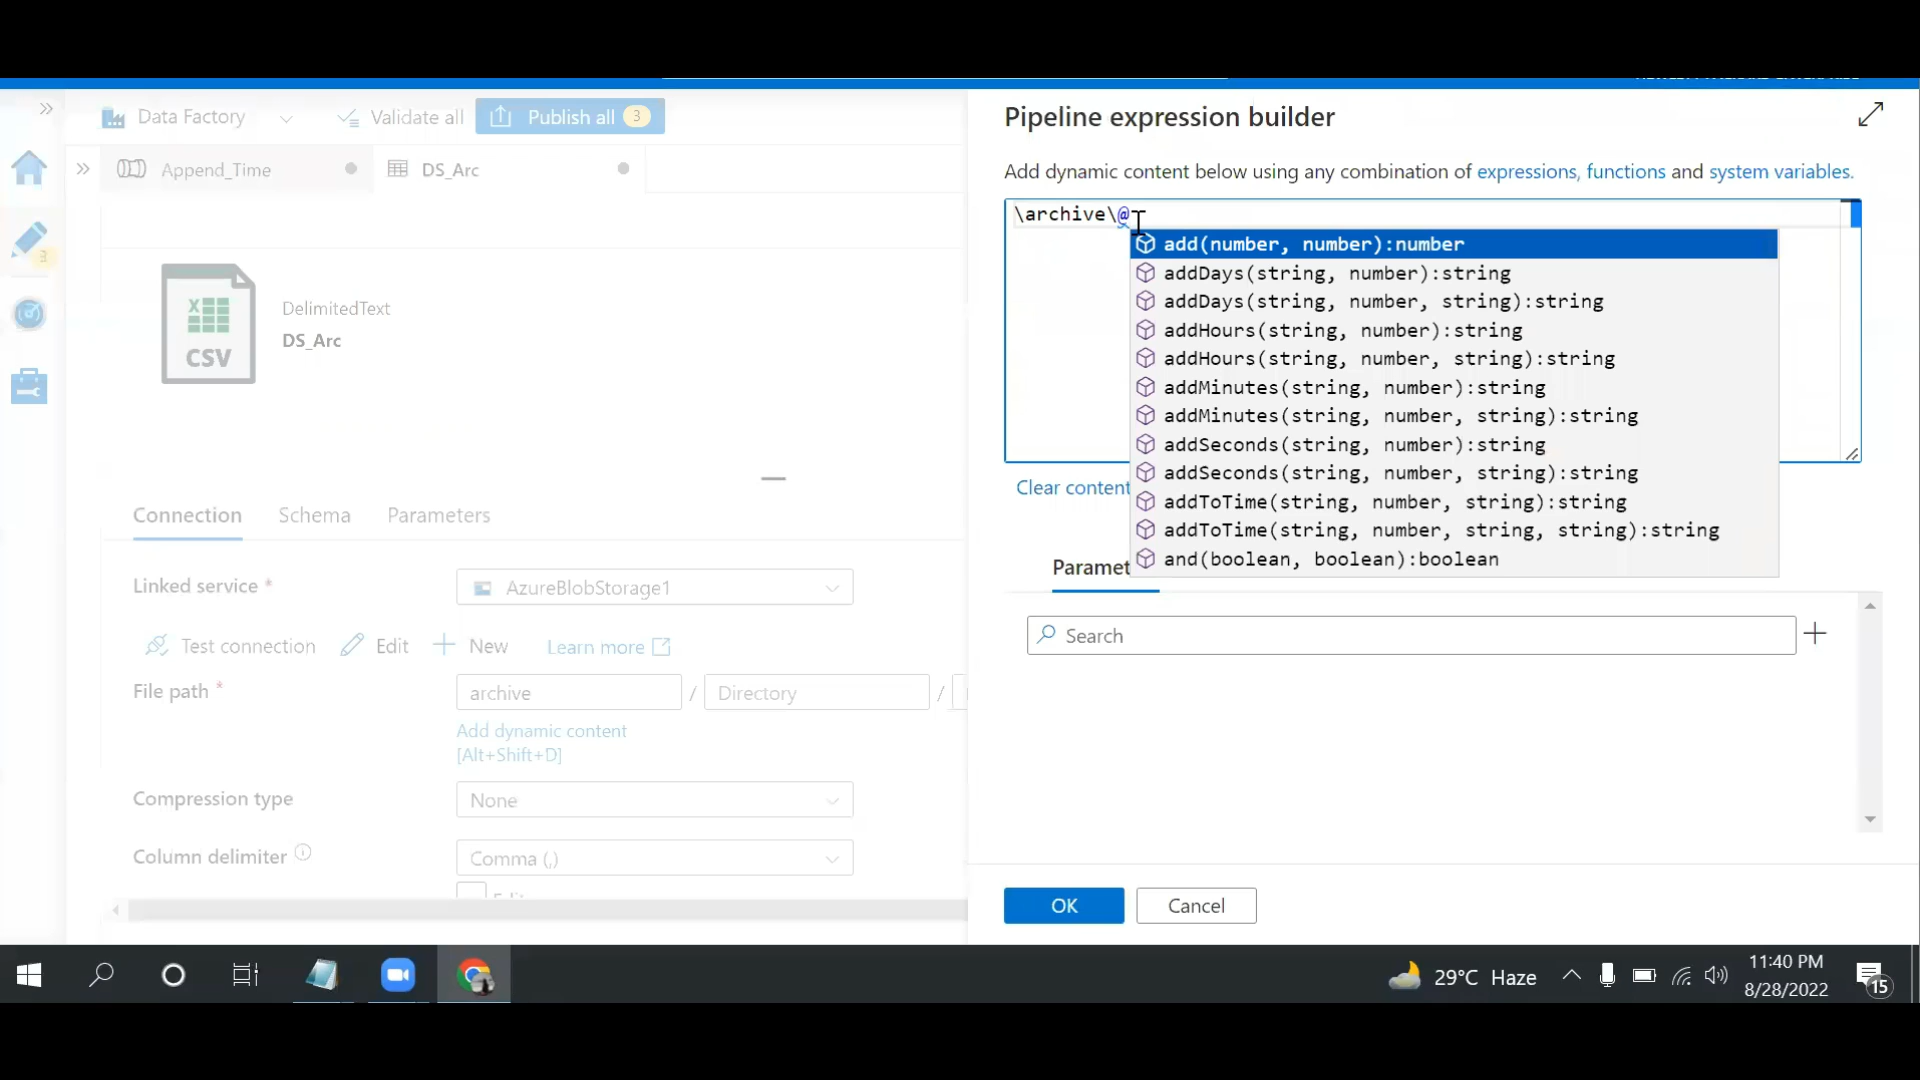 Data Factory
Validate all
Publish all 3
Append_Time
DS_Arc
3
CSV
DelimitedText
DS_Arc
Connection
Schema
Parameters
Linked service *
AzureBlobStorage1
Test connection
Edit
New
Learn more
File path *
archive
/
Directory
/
Add dynamic content
[Alt+Shift+D]
Compression type
None
Column delimiter
Comma (,)
Pipeline expression builder
Add dynamic content below using any combination of expressions, functions and system variables.
\archive\@
add(number, number):number
addDays(string, number):string
addDays(string, number, string):string
addHours(string, number):string
addHours(string, number, string):string
addMinutes(string, number):string
addMinutes(string, number, string):string
addSeconds(string, number):string
addSeconds(string, number, string):string
addToTime(string, number, string):string
addToTime(string, number, string, string):string
and(boolean, boolean):boolean
Clear content
Paramet
Search
OK
Cancel
29°C Haze
11:40 PM
8/28/2022
15